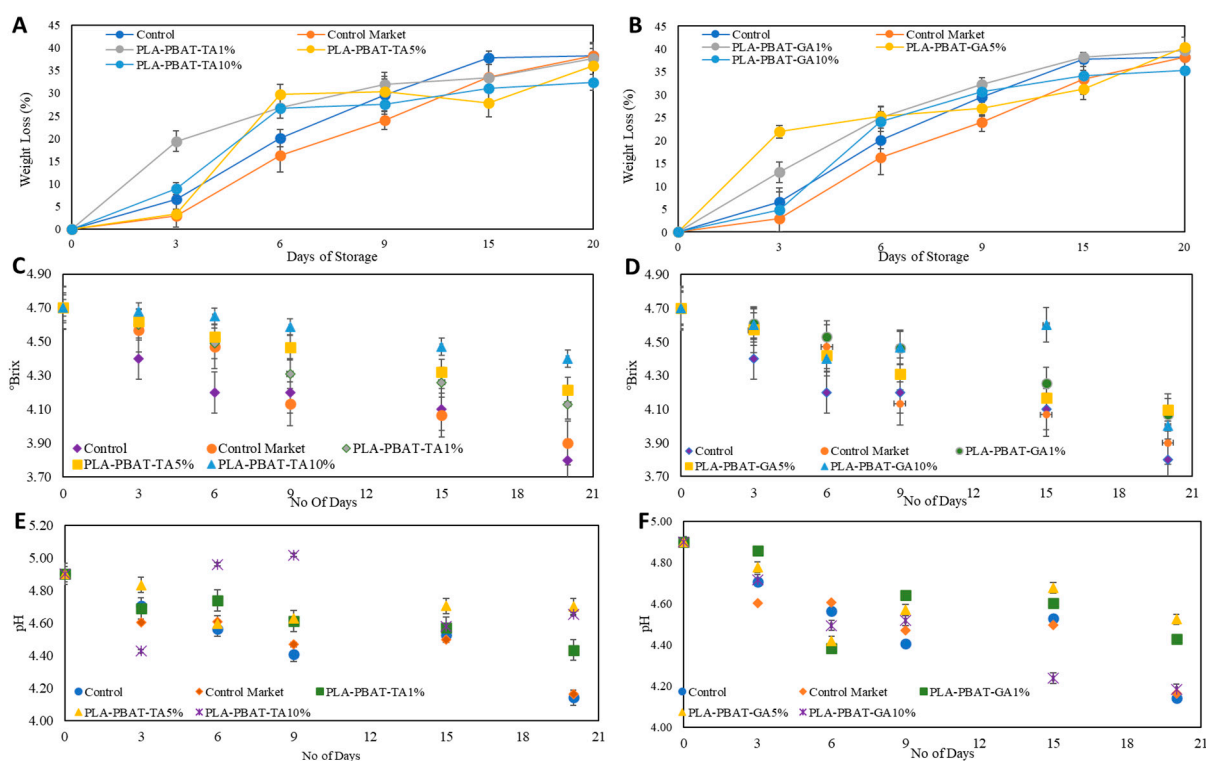 A
Control
Control Market
PLA-PBAT-TA1%
PLA-PBAT-TA5%
PLA-PBAT-TA10%
Weight Loss (%)
45
40
35
30
25
20
15
10
5
0
0 3 6 9 15 20
Days of Storage
B
Control
Control Market
PLA-PBAT-GA1%
PLA-PBAT-GA5%
PLA-PBAT-GA10%
Weight Loss (%)
45
40
35
30
25
20
15
10
5
0
0 3 6 9 15 20
Days of Storage
C
°Brix
4.90
4.70
4.50
4.30
4.10
3.90
3.70
Control Control Market PLA-PBAT-TA1%
PLA-PBAT-TA5% PLA-PBAT-TA10%
0 3 6 9 12 15 18 21
No Of Days
D
°Brix
4.90
4.70
4.50
4.30
4.10
3.90
3.70
Control Control Market PLA-PBAT-GA1%
PLA-PBAT-GA5% PLA-PBAT-GA10%
0 3 6 9 12 15 18 21
No of Days
E
pH
5.20
5.00
4.80
4.60
4.40
4.20
4.00
Control Control Market PLA-PBAT-TA1%
PLA-PBAT-TA5% PLA-PBAT-TA10%
0 3 6 9 12 15 18 21
No of Days
F
pH
5.00
4.80
4.60
4.40
4.20
4.00
Control Control Market PLA-PBAT-GA1%
PLA-PBAT-GA5% PLA-PBAT-GA10%
0 3 6 9 12 15 18 21
No of Days